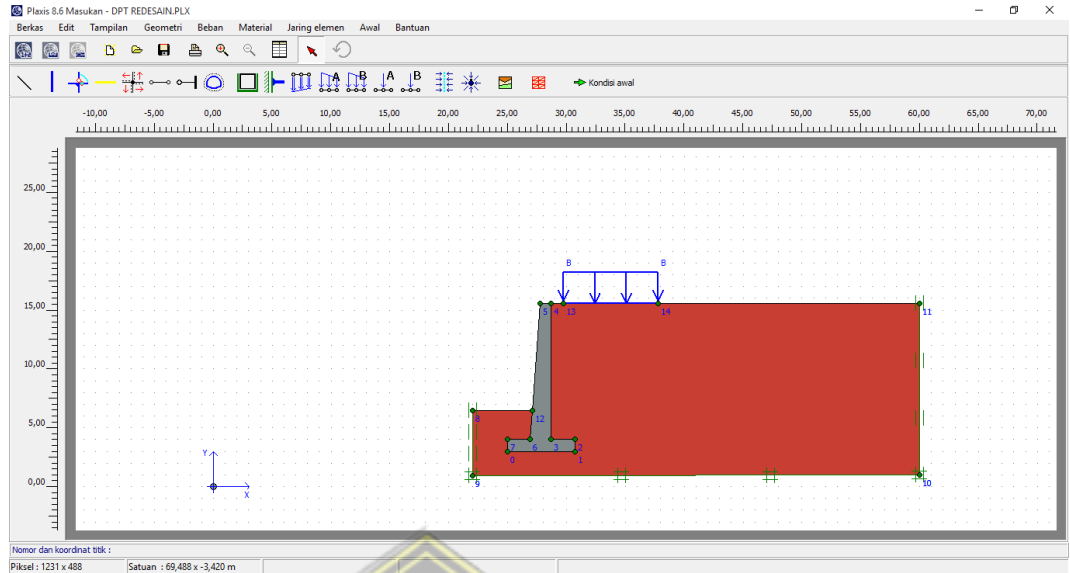 Plaxis 8.6 Masukan - DPT REDESAIN.PLX
Berkas Edit Tampilan Geometri Beban Material Jaring elemen Awal Bantuan
A B A B Kondisi awal
-10,00 -5,00 0,00 5,00 10,00 15,00 20,00 25,00 30,00 35,00 40,00 45,00 50,00 55,00 60,00 65,00 70,00
25,00
20,00
B B
15,00
5 4 13 14 11
10,00
8 12
5,00
7 6 3 2
0 1
Y
0,00
9 10
X
Nomor dan koordinat titik :
Piksel : 1231 x 488 Satuan : 69,488 x -3,420 m